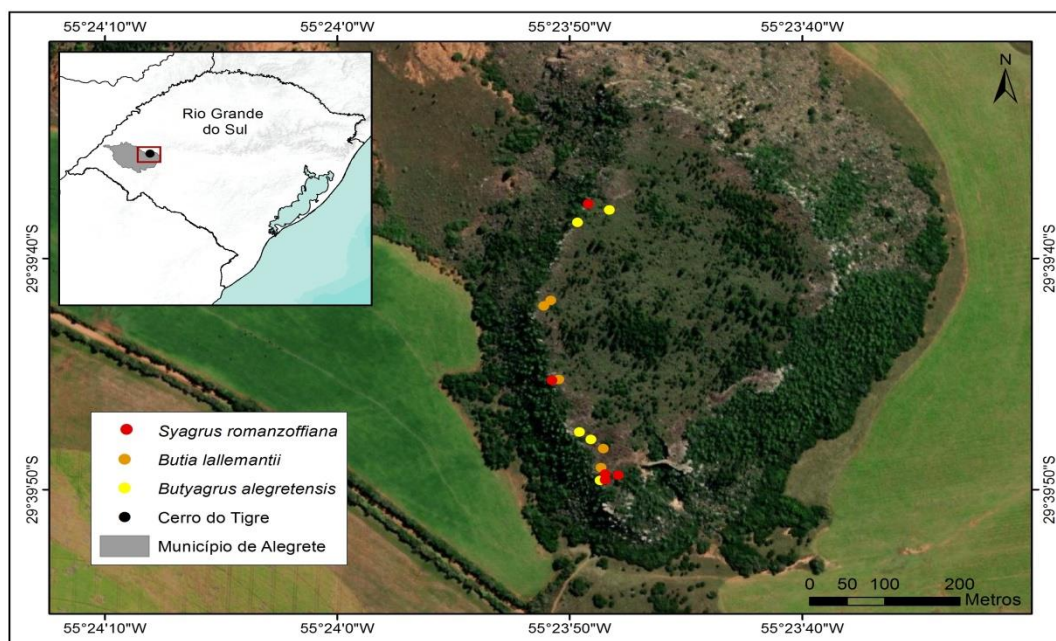 55°24'10"W 55°24'0"W 55°23'50"W 55°23'40"W
N
Rio Grande
do Sul
29°39'40"S 29°39'40"S
Syagrus romanzoffiana
Butia lallemantii
Butyagrus alegretensis
Cerro do Tigre
Município de Alegrete
29°39'50"S 29°39'50"S
0 50 100 200
Metros
55°24'10"W 55°24'0"W 55°23'50"W 55°23'40"W